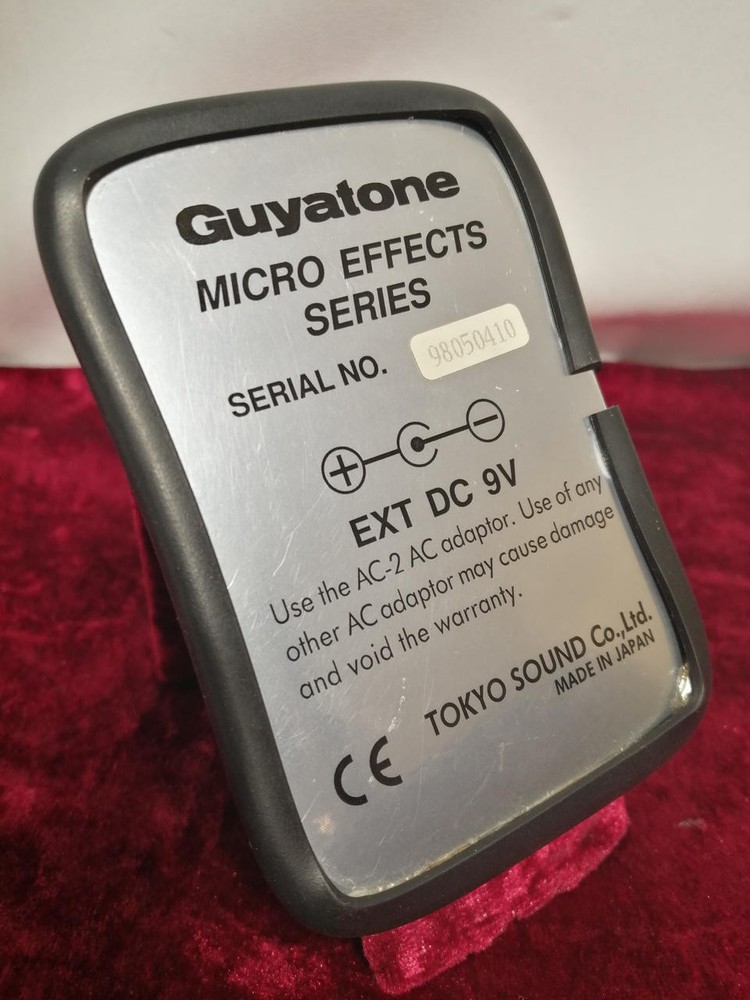 Guyatone
MICRO EFFECTS
SERIES
SERIAL NO. 98050410
+ −
EXT DC 9V
Use the AC-2 AC adaptor. Use of any
other AC adaptor may cause damage
and void the warranty.
TOKYO SOUND Co.,Ltd.
MADE IN JAPAN
CE